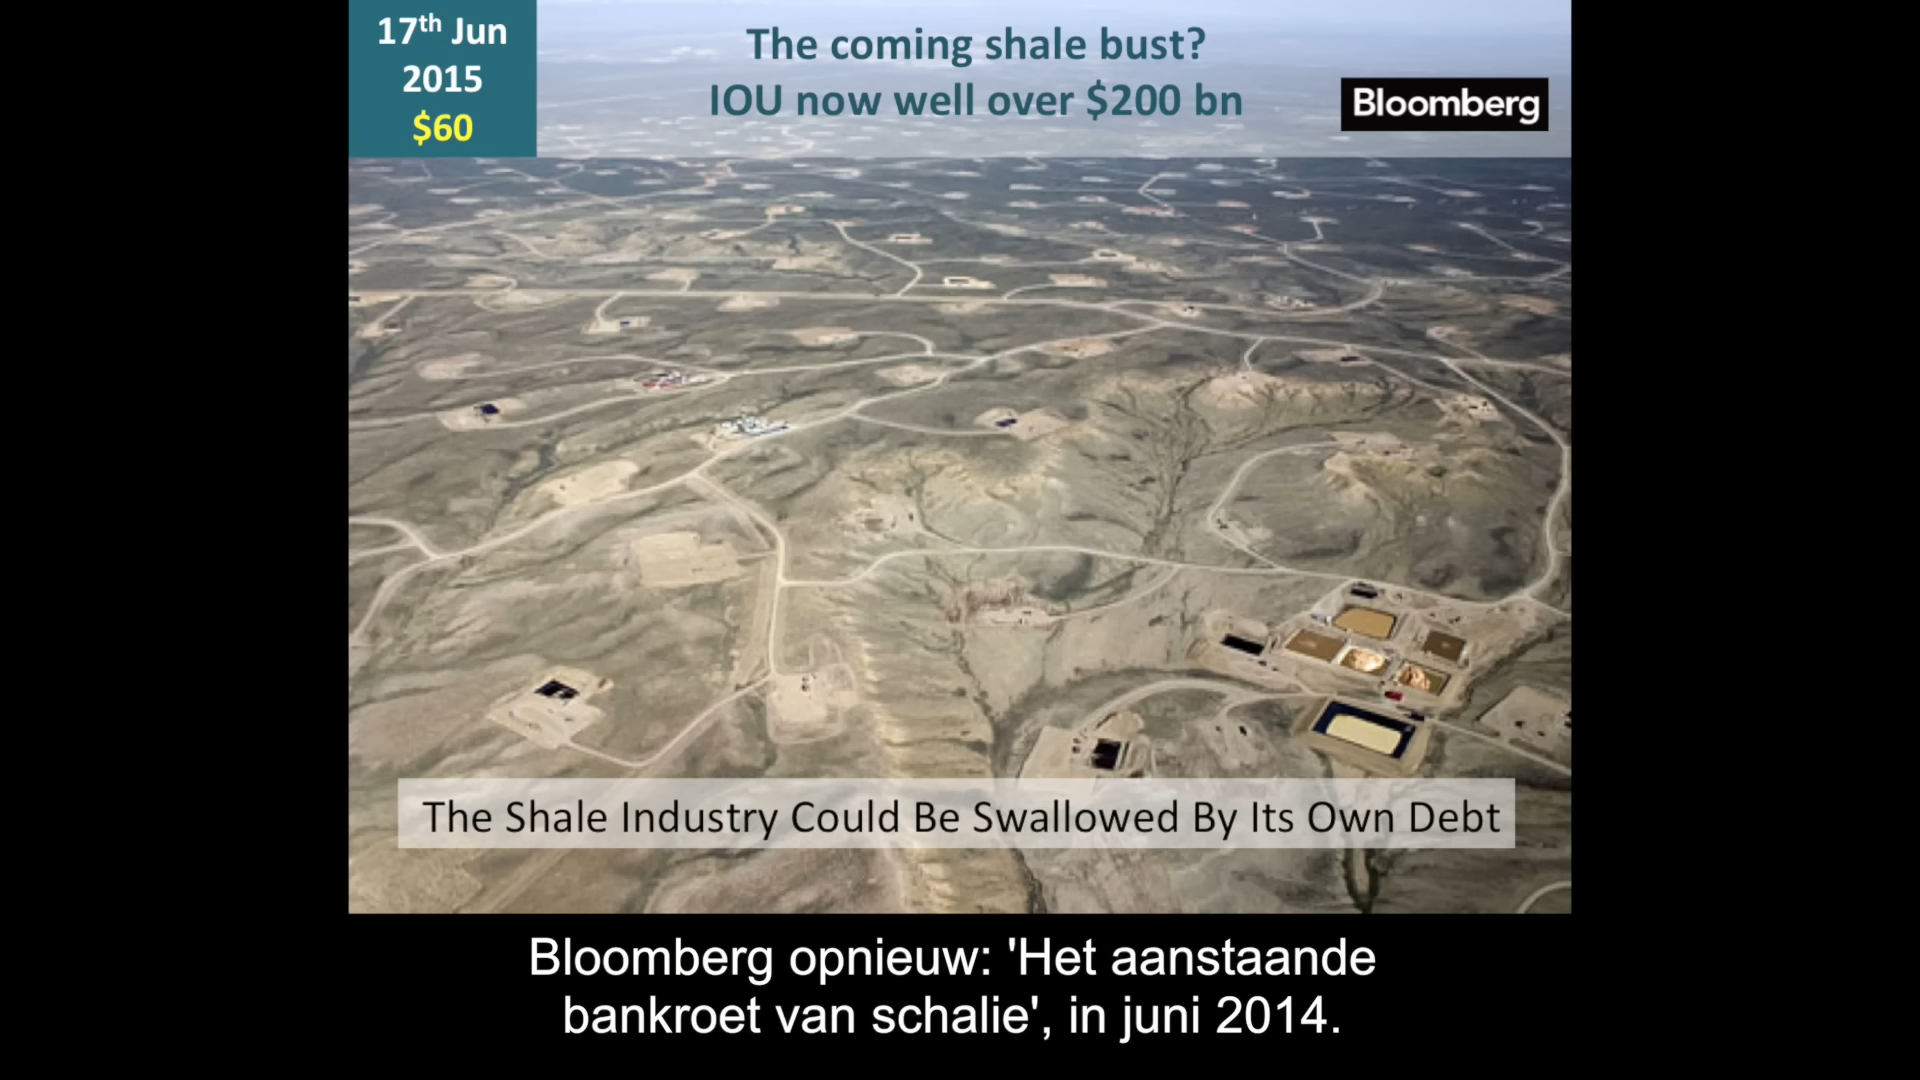 17th Jun
2015
$60
The coming shale bust?
IOU now well over $200 bn
Bloomberg
The Shale Industry Could Be Swallowed By Its Own Debt
Bloomberg opnieuw: 'Het aanstaande
bankroet van schalie', in juni 2014.